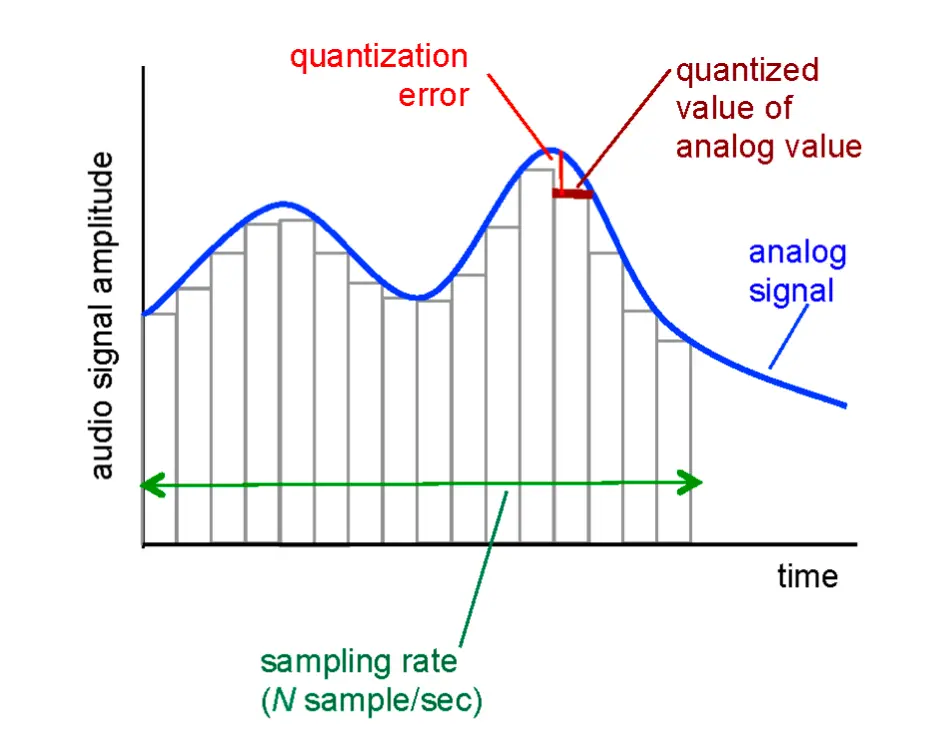 quantization
error
quantized
value of
analog value
audio signal amplitude
analog
signal
time
sampling rate
(N sample/sec)